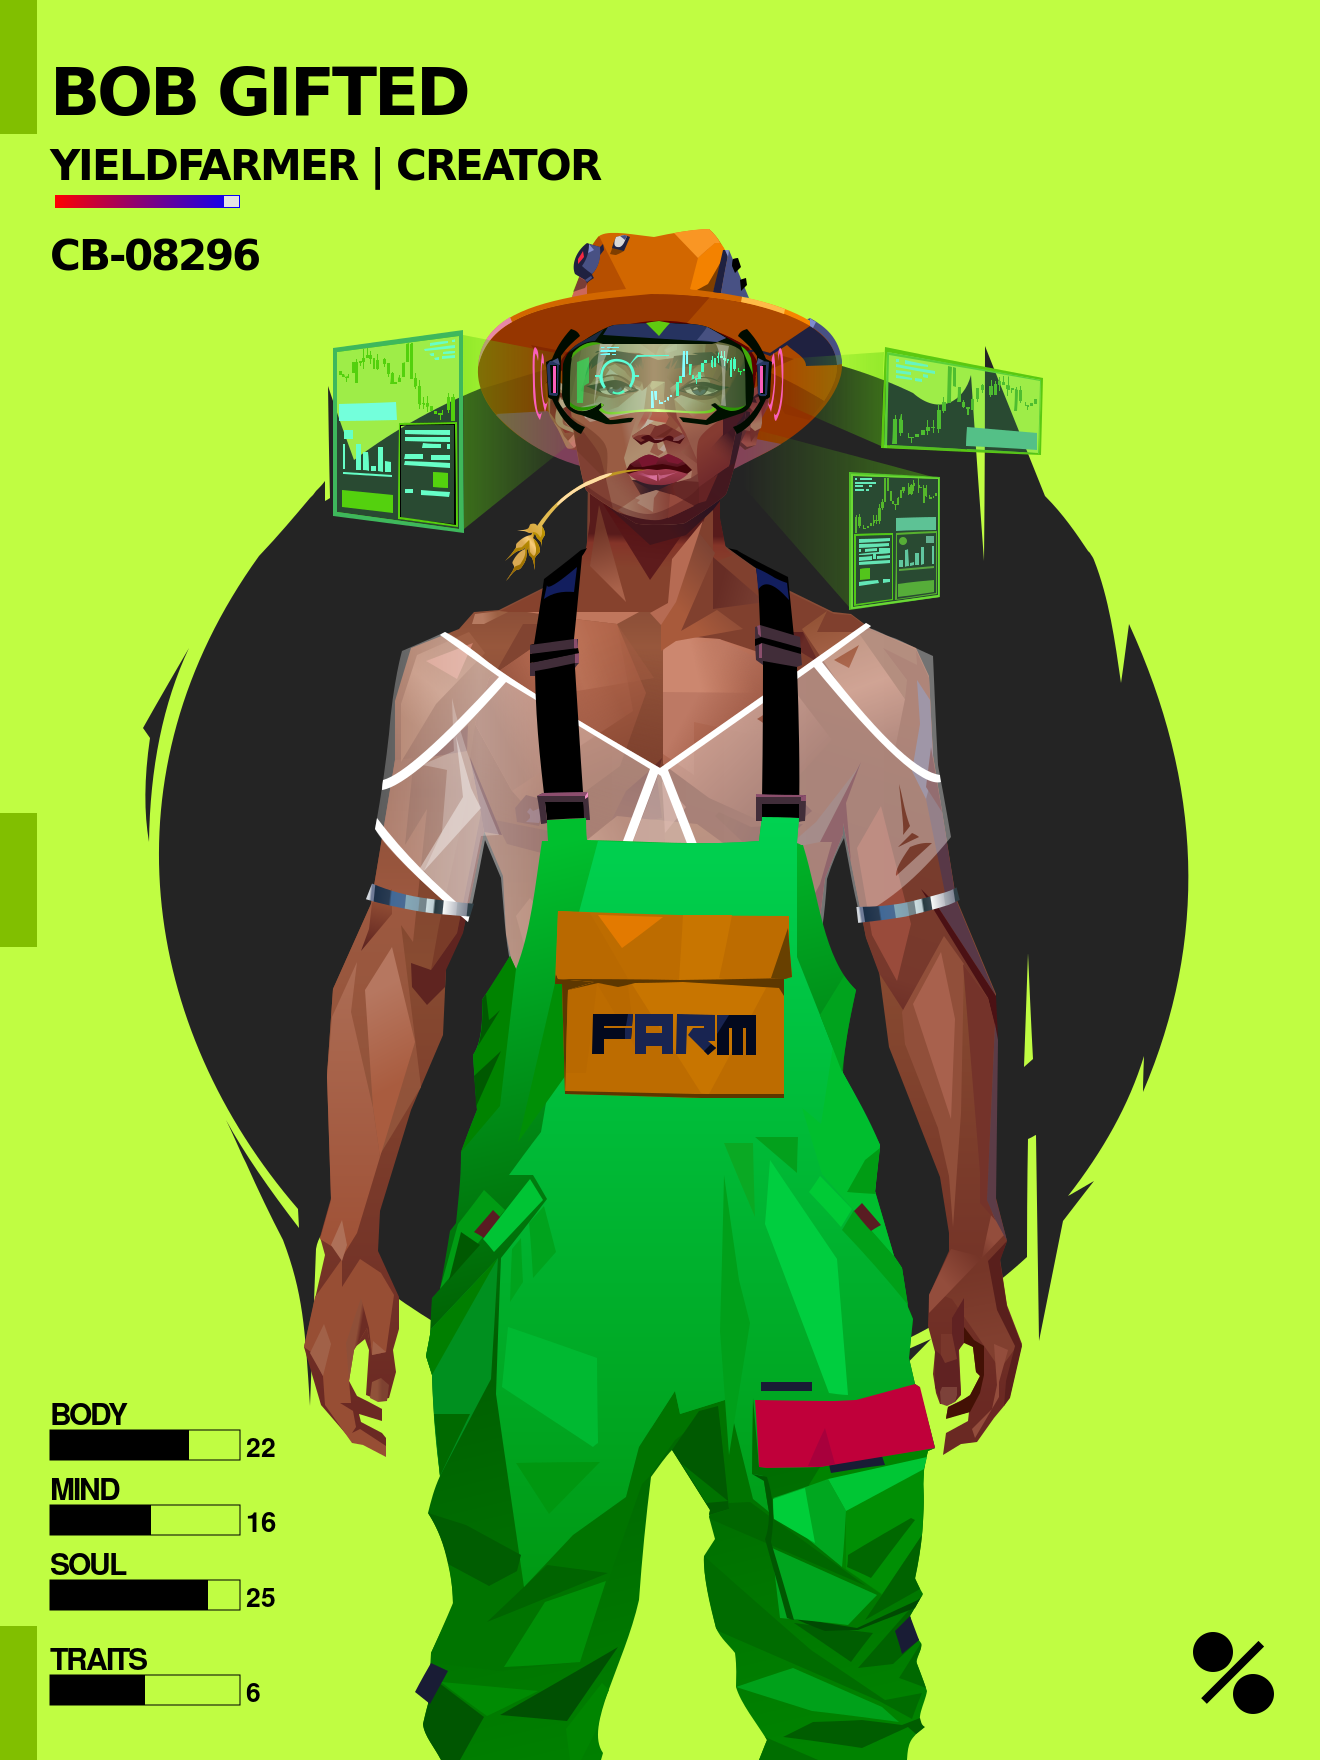 BOB GIFTED
YIELDFARMER | CREATOR
CB-08296
FARM
BODY
22
MIND
16
SOUL
25
TRAITS
6